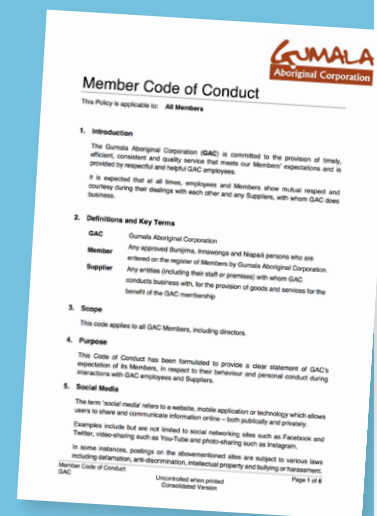 GUMALA
Aboriginal Corporation
Member Code of Conduct
This Policy is applicable to: All Members
1. Introduction
The Gumala Aboriginal Corporation (GAC) is committed to the provision of timely,
efficient, consistent and quality service that meets our Members' expectations and is
provided by respectful and helpful GAC employees.
It is expected that at all times, employees and Members show mutual respect and
courtesy during their dealings with each other and any Suppliers, with whom GAC does
business.
2. Definitions and Key Terms
GAC Gumala Aboriginal Corporation
Member Any approved Bunjima, Innawonga and Niapaili persons who are
entered on the register of Members by Gumala Aboriginal Corporation
Supplier Any entities (including their staff or premises) with whom GAC
conducts business with, for the provision of goods and services for the
benefit of the GAC membership
3. Scope
This code applies to all GAC Members, including directors.
4. Purpose
This Code of Conduct has been formulated to provide a clear statement of GAC's
expectation of its Members, in respect to their behaviour and personal conduct during
interactions with GAC employees and Suppliers.
5. Social Media
The term 'social media' refers to a website, mobile application or technology which allows
users to share and communicate information online – both publically and privately.
Examples include but are not limited to social networking sites such as Facebook and
Twitter, video-sharing such as You-Tube and photo-sharing such as Instagram.
In some instances, postings on the abovementioned sites are subject to various laws
including defamation, anti-discrimination, intellectual property and bullying or harassment.
Member Code of Conduct
GAC
Uncontrolled when printed
Consolidated Version
Page 1 of 6